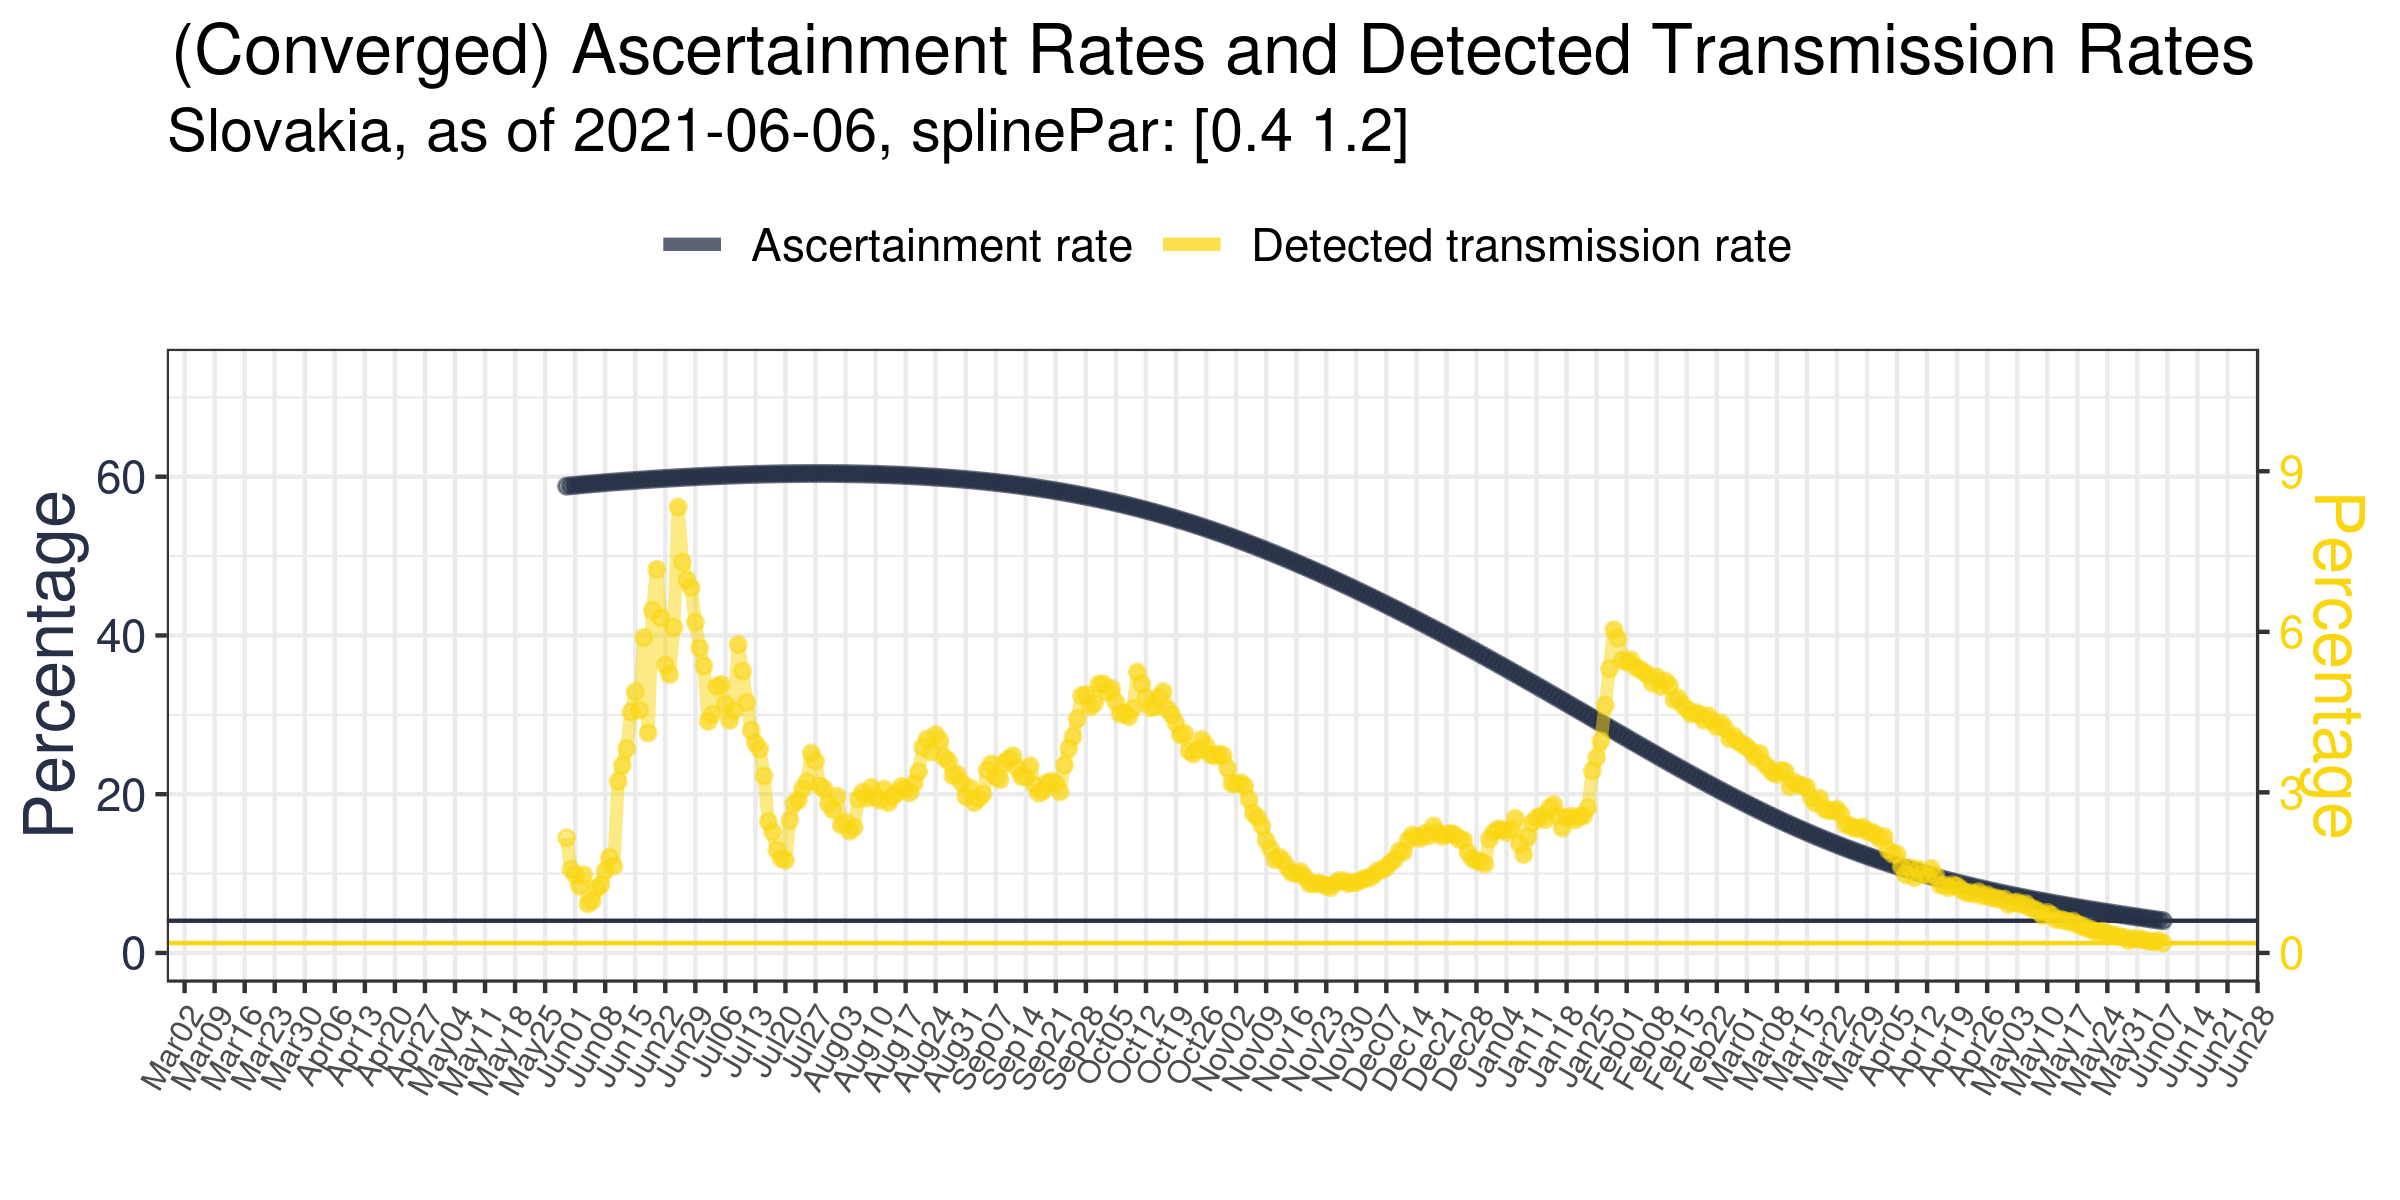 (Converged) Ascertainment Rates and Detected Transmission Rates
Slovakia, as of 2021-06-06, splinePar: [0.4 1.2]
Ascertainment rate
Detected transmission rate
Percentage
60
40
20
0
9
6
3
0
Percentage
Mar02
Mar09
Mar16
Mar23
Mar30
Apr06
Apr13
Apr20
Apr27
May04
May11
May18
May25
Jun01
Jun08
Jun15
Jun22
Jun29
Jul06
Jul13
Jul20
Jul27
Aug03
Aug10
Aug17
Aug24
Aug31
Sep07
Sep14
Sep21
Sep28
Oct05
Oct12
Oct19
Oct26
Nov02
Nov09
Nov16
Nov23
Nov30
Dec07
Dec14
Dec21
Dec28
Jan04
Jan11
Jan18
Jan25
Feb01
Feb08
Feb15
Feb22
Mar01
Mar08
Mar15
Mar22
Mar29
Apr05
Apr12
Apr19
Apr26
May03
May10
May17
May24
May31
Jun07
Jun14
Jun21
Jun28